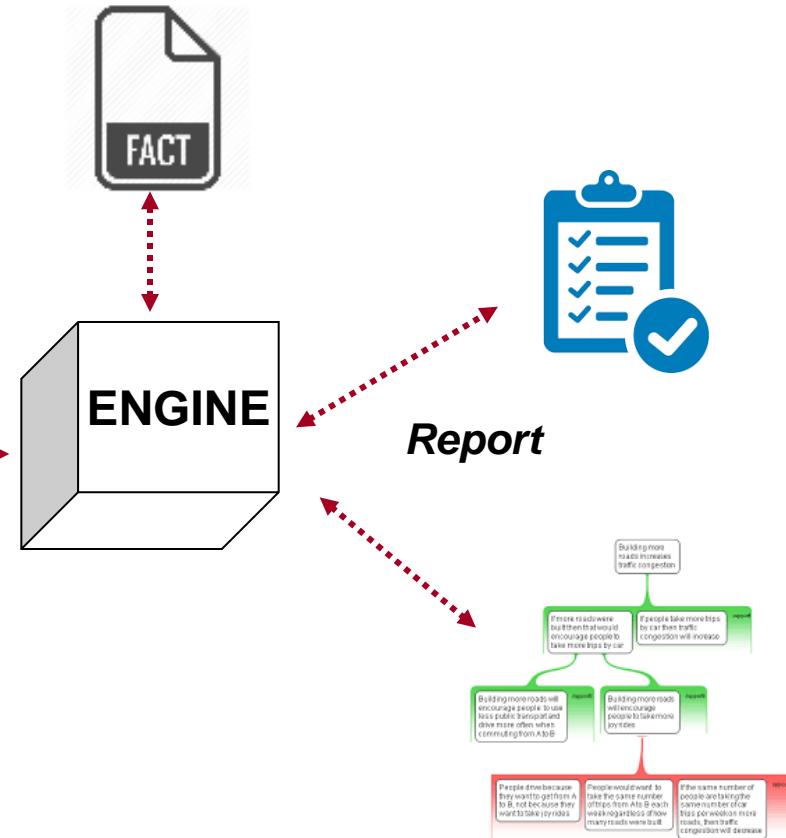 FACT
ENGINE
Report
Building more
roads increases
traffic congestion
If more roads were
built then that would
encourage people to
take more trips by car
If people take more trips
by car then traffic
congestion will increase
Building more roads will
encourage people to use
less public transport and
drive more often when
commuting from A to B
Building more roads
will encourage
people to take more
joy rides
People drive because
they want to get from A
to B, not because they
want to take joy rides
People would want to
take the same number
of trips from A to B each
week regardless of how
many roads were built
If the same number of
people are taking the
same number of car
trips per week on more
roads, then traffic
congestion will decrease